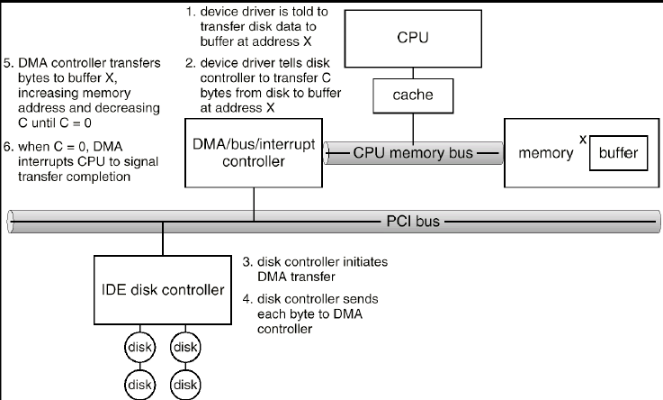 1. device driver is told to
transfer disk data to
buffer at address X
2. device driver tells disk
controller to transfer C
bytes from disk to buffer
at address X
5. DMA controller transfers
bytes to buffer X,
increasing memory
address and decreasing
C until C = 0
6. when C = 0, DMA
interrupts CPU to signal
transfer completion
CPU
cache
DMA/bus/interrupt
controller
CPU memory bus
memory
X
buffer
PCI bus
IDE disk controller
3. disk controller initiates
DMA transfer
4. disk controller sends
each byte to DMA
controller
disk
disk
disk
disk